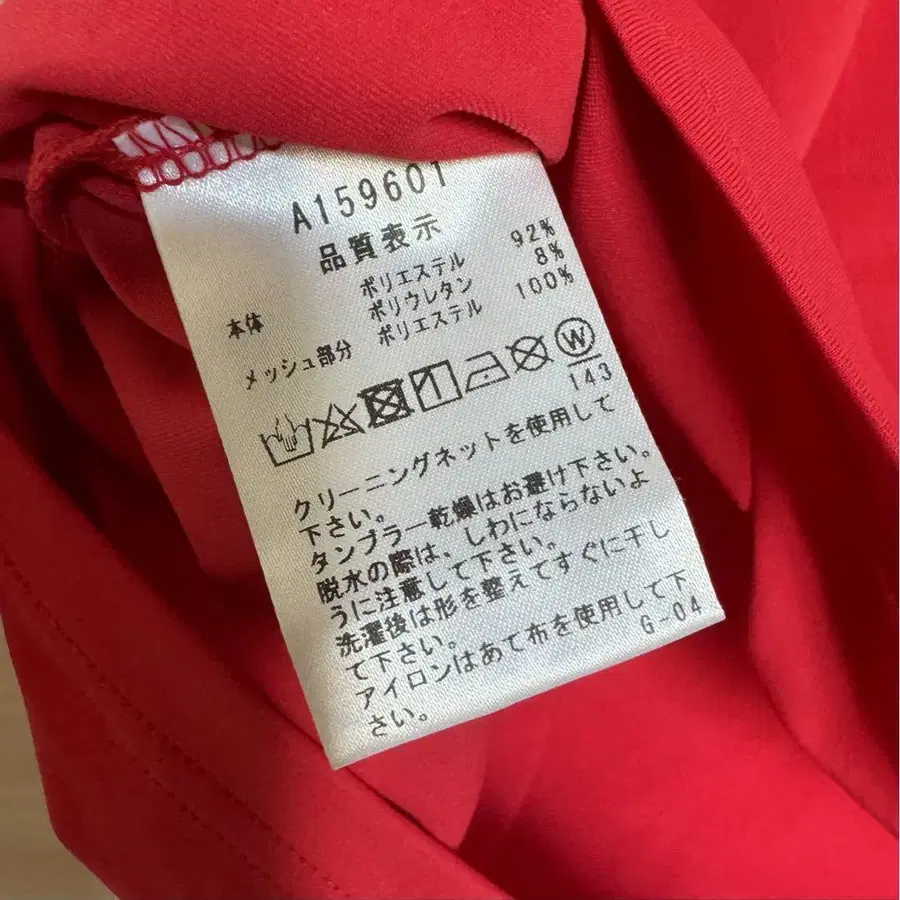 A159601
品質表示
本体 ポリエステル 92%
ポリウレタン 8%
メッシュ部分 ポリエステル 100%
W
143
クリーニングネットを使用して
下さい。
タンブラー乾燥はお避け下さい。
脱水の際は、しわにならないよ
うに注意して下さい。
洗濯後は形を整えてすぐに干し
て下さい。
アイロンはあて布を使用して下
さい。
G-04